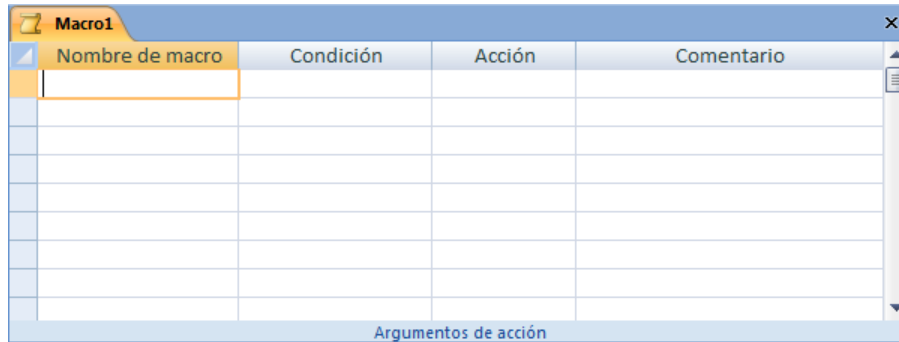 Macro1
Nombre de macro Condición Acción Comentario
Argumentos de acción